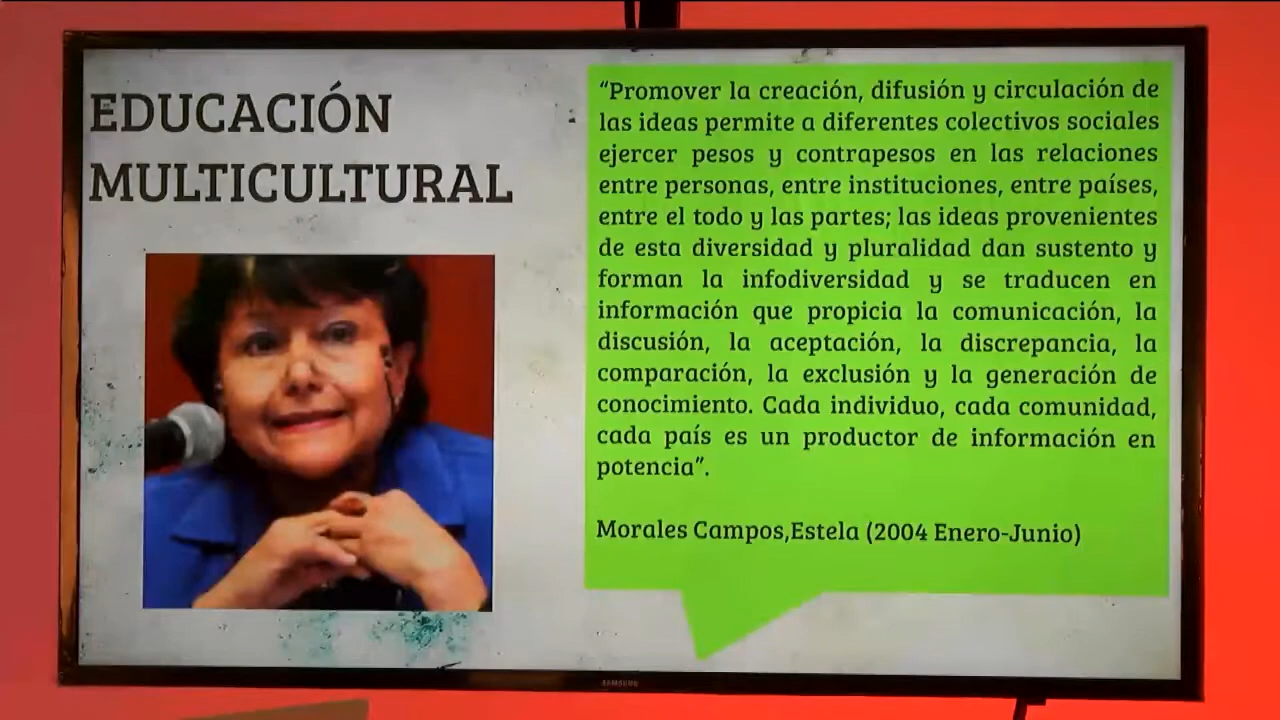 EDUCACIÓN
MULTICULTURAL
“Promover la creación, difusión y circulación de
las ideas permite a diferentes colectivos sociales
ejercer pesos y contrapesos en las relaciones
entre personas, entre instituciones, entre países,
entre el todo y las partes; las ideas provenientes
de esta diversidad y pluralidad dan sustento y
forman la infodiversidad y se traducen en
información que propicia la comunicación, la
discusión, la aceptación, la discrepancia, la
comparación, la exclusión y la generación de
conocimiento. Cada individuo, cada comunidad,
cada país es un productor de información en
potencia”.
Morales Campos,Estela (2004 Enero-Junio)
SAMSUNG